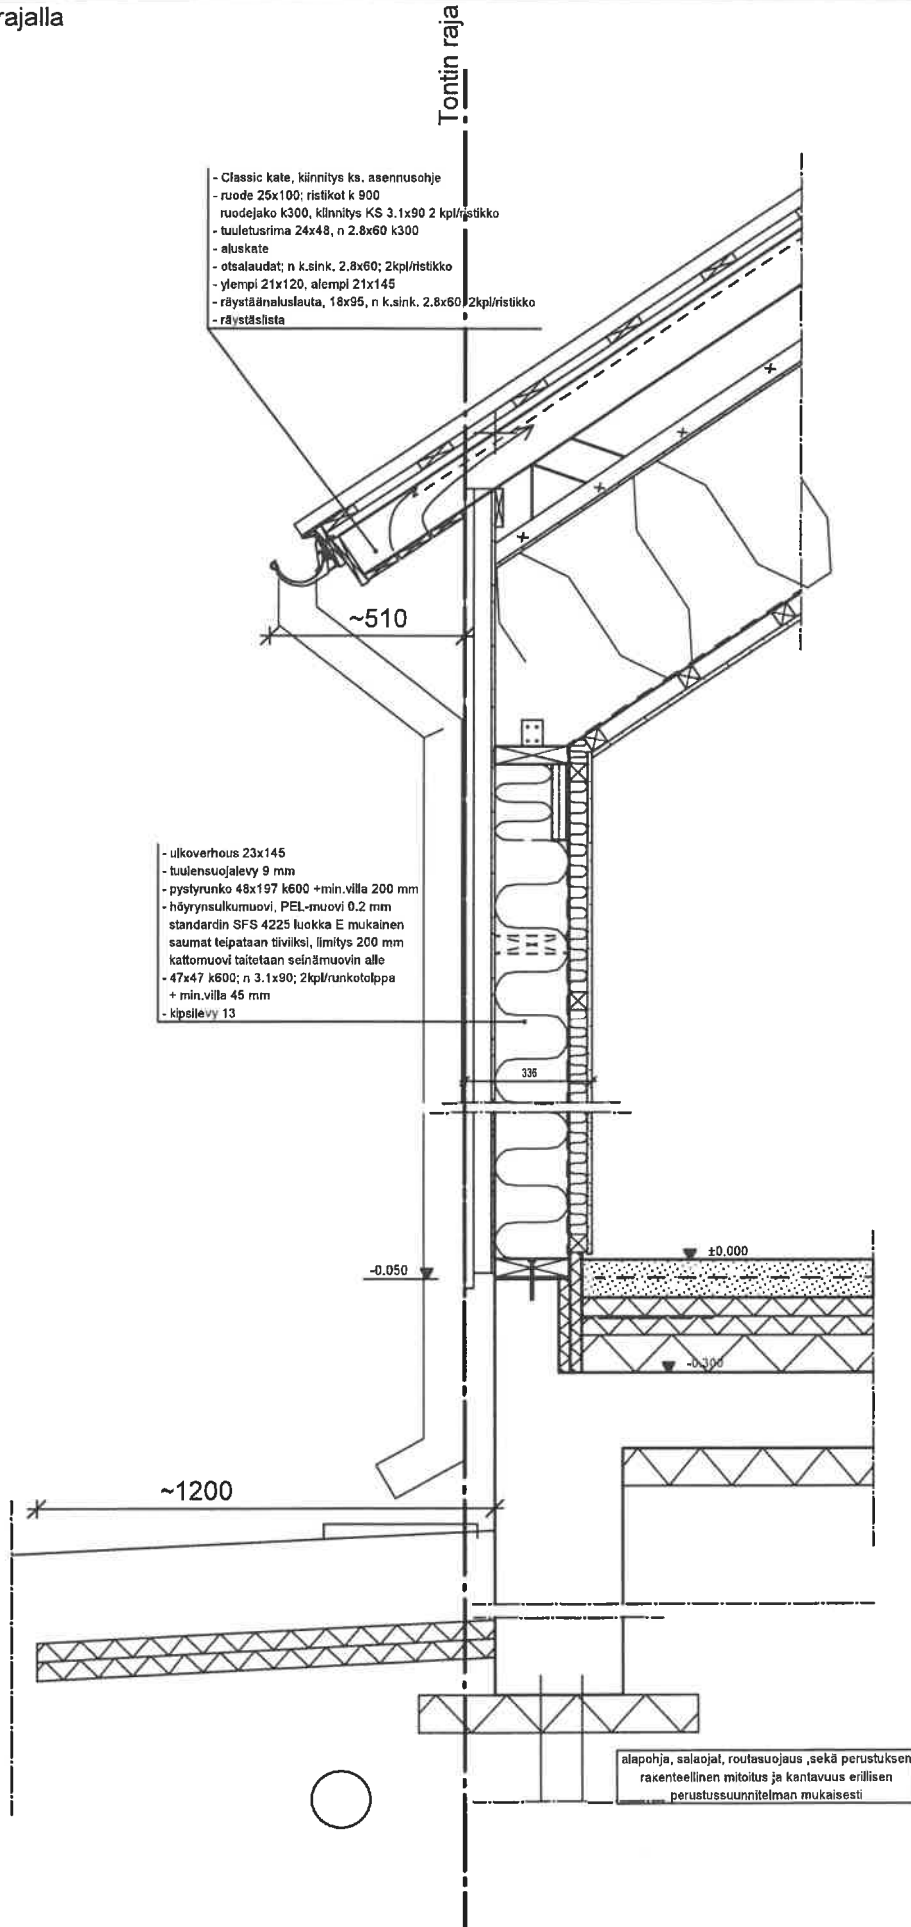 rajalla
Tontin raja
- Classic kate, kiinnitys ks. asennusohje
- ruode 25x100; ristikot k 900
ruodejako k300, kiinnitys KS 3.1x90 2 kpl/ristikko
- tuuletusrima 24x48, n 2.8x60 k300
- aluskate
- otsalaudat; n k.sink. 2.8x60; 2kpl/ristikko
- ylempi 21x120, alempi 21x145
- räystäänaluslauta, 18x95, n k.sink. 2.8x60 2kpl/ristikko
- räystäslista
~510
- ulkoverhous 23x145
- tuulensuojalevy 9 mm
- pystyrunko 48x197 k600 +min.villa 200 mm
- höyrynsulkumuovi, PEL-muovi 0.2 mm
standardin SFS 4225 luokka E mukainen
saumat teipataan tiiviiksi, limitys 200 mm
kattomuovi taitetaan seinämuovin alle
- 47x47 k600; n 3.1x90; 2kpl/runkotolppa
+ min.villa 45 mm
- kipsilevy 13
336
±0.000
-0.050
-0.300
~1200
alapohja, salaojat, routasuojaus ,sekä perustuksen
rakenteellinen mitoitus ja kantavuus erillisen
perustussuunnitelman mukaisesti